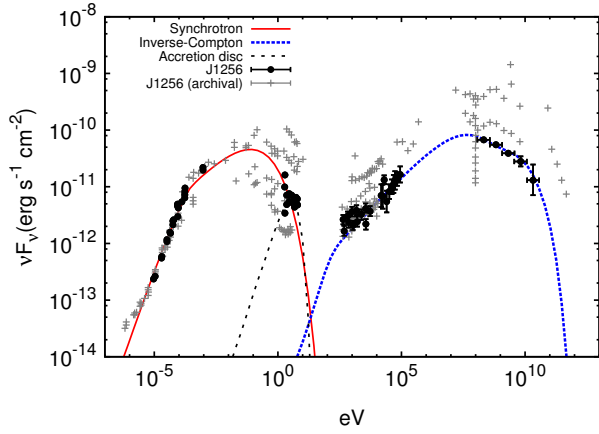 10^-8
10^-9
10^-10
10^-11
10^-12
10^-13
10^-14
νF_ν(erg s^-1 cm^-2)
Synchrotron
Inverse-Compton
Accretion disc
J1256
J1256 (archival)
10^-5 10^0 10^5 10^10
eV